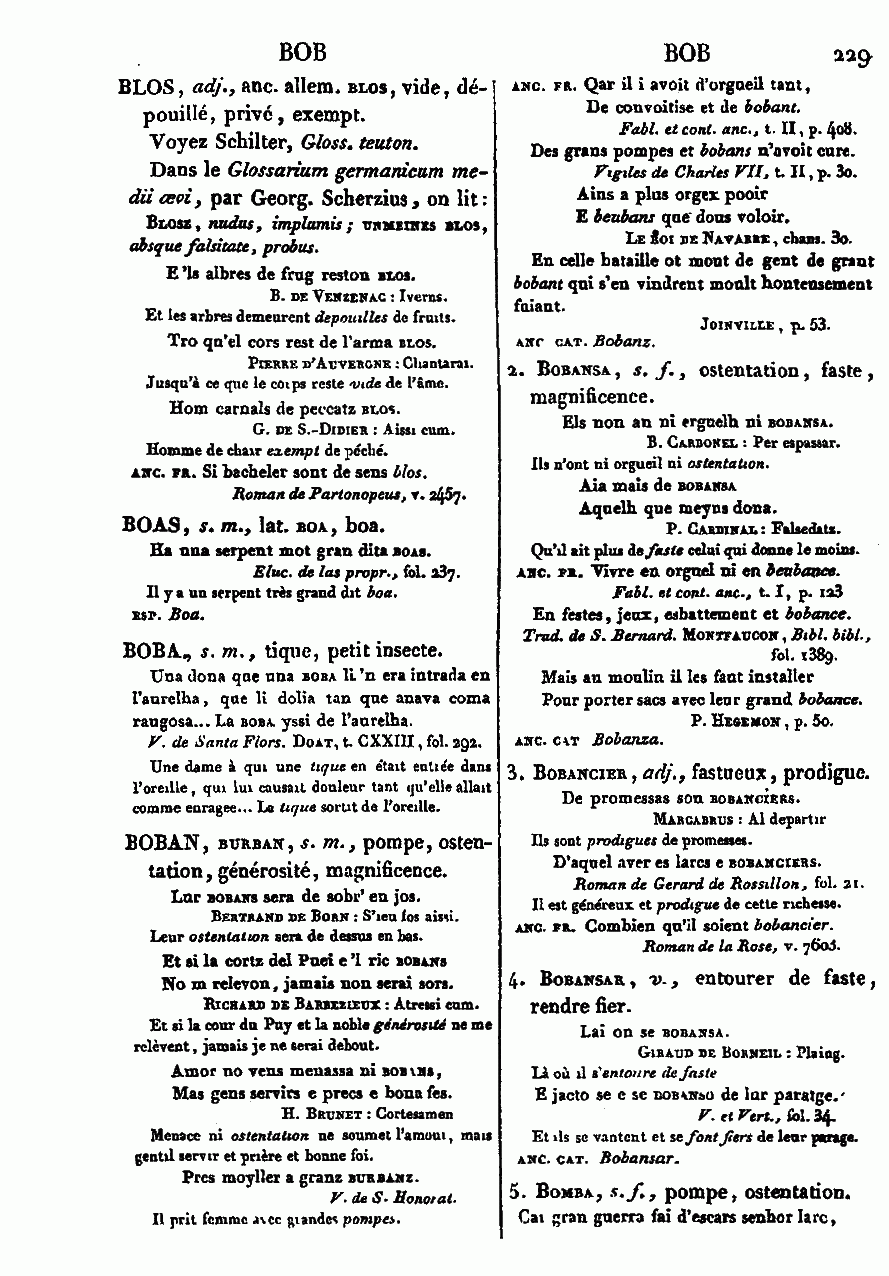 BOB
BOB
229
BLOS, adj., anc. allem. BLOS, vide, dé-
pouillé, privé, exempt.
Voyez Schilter, Gloss. teuton.
Dans le Glossarium germanicum me-
dii ævi, par Georg. Scherzius, on lit :
BLOSZ, nudus, implumis; UNMEINES BLOS,
absque falsitate, probus.
E 'ls albres de frug reston BLOS.
B. DE VENZENAC : Iverns.
Et les arbres demeurent depouilles de fruits.
Tro qu'el cors rest de l'arma BLOS.
PIERRE D'AUVERGNE : Chantarai.
Jusqu'à ce que le corps reste vide de l'âme.
Hom carnals de peccatz BLOS.
G. DE S.-DIDIER : Aissi cum.
Homme de chair exempt de péché.
ANC. FR. Si bacheler sont de sens blos.
Roman de Partonopeus, v. 2457.
BOAS, s. m., lat. BOA, boa.
Ha una serpent mot gran dita BOAS.
Eluc. de las propr., fol. 237.
Il y a un serpent très grand dit boa.
ESP. Boa.
BOBA, s. m., tique, petit insecte.
Una dona que una BOBA li 'n era intrada en
l'aurelha, que li dolia tan que anava coma
raugosa... La BOBA yssi de l'aurelha.
V. de Santa Flors. DOAT, t. CXXIII, fol. 292.
Une dame à qui une tique en était entiée dans
l'oreille, qui lui causait douleur tant qu'elle allait
comme enragee... La tique sortit de l'oreille.
BOBAN, BURBAN, s. m., pompe, osten-
tation, générosité, magnificence.
Lur BOBANS sera de sobr' en jos.
BERTRAND DE BORN : S'ieu fos aissi.
Leur ostentation sera de dessus en bas.
Et si la cortz del Puei e 'l ric BOBANS
No m relevon, jamais non serai sors.
RICHARD DE BARBEZIEUX : Atressi cum.
Et si la cour du Puy et la noble générosité ne me
relèvent, jamais je ne serai debout.
Amor no vens menassa ni BOBANS,
Mas gens servirs e precs e bona fes.
H. BRUNET : Cortesamen
Menace ni ostentation ne soumet l'amour, mais
gentil servir et prière et bonne foi.
Pres moyller a granz BURBANZ.
V. de S. Honorat.
Il prit femme avec grandes pompes.
ANC. FR. Qar il i avoit d'orgueil tant,
De convoitise et de bobant.
Fabl. et cont. anc., t. II, p. 408.
Des grans pompes et bobans n'avoit cure.
Vigiles de Charles VII, t. II, p. 30.
Ains a plus orgex pooir
E beubans que dous voloir.
LE ROI DE NAVARRE, chans. 30.
En celle bataille ot mout de gent de grant
bobant qui s'en vindrent moult hontensement
fuiant.
JOINVILLE, p. 53.
ANC CAT. Bobanz.
2. BOBANSA, s. f., ostentation, faste,
magnificence.
Els non an ni erguelh ni BOBANSA.
B. CARBONEL : Per espassar.
Ils n'ont ni orgueil ni ostentation.
Aia mais de BOBANSA
Aquelh que meyns dona.
P. CARDINAL : Falsedatz.
Qu'il ait plus de faste celui qui donne le moins.
ANC. FR. Vivre en orguel ni en beubance.
Fabl. et cont. anc., t. I, p. 123
En festes, jeux, esbattement et bobance.
Trad. de S. Bernard. MONTFAUCON, Bibl. bibl.,
fol. 1389.
Mais au moulin il les faut installer
Pour porter sacs avec leur grand bobance.
P. HEGEMON, p. 50.
ANC. CAT Bobanza.
3. BOBANCIER, adj., fastueux, prodigue.
De promessas son BOBANCIERS.
MARCABRUS : Al departir
Ils sont prodigues de promesses.
D'aquel aver es larcs e BOBANCIERS.
Roman de Gerard de Rossillon, fol. 21.
Il est généreux et prodigue de cette richesse.
ANC. FR. Combien qu'il soient bobancier.
Roman de la Rose, v. 7603.
4. BOBANSAR, v., entourer de faste,
rendre fier.
Lai on se BOBANSA.
GIRAUD DE BORNEIL : Plaing.
Là où il s'entoure de faste
E jacto se e se BOBANSO de lur paratge.
V. et Vert., fol. 34.
Et ils se vantent et se font fiers de leur parage.
ANC. CAT. Bobansar.
5. BOMBA, s. f., pompe, ostentation.
Car gran guerra fai d'escars senhor larc,